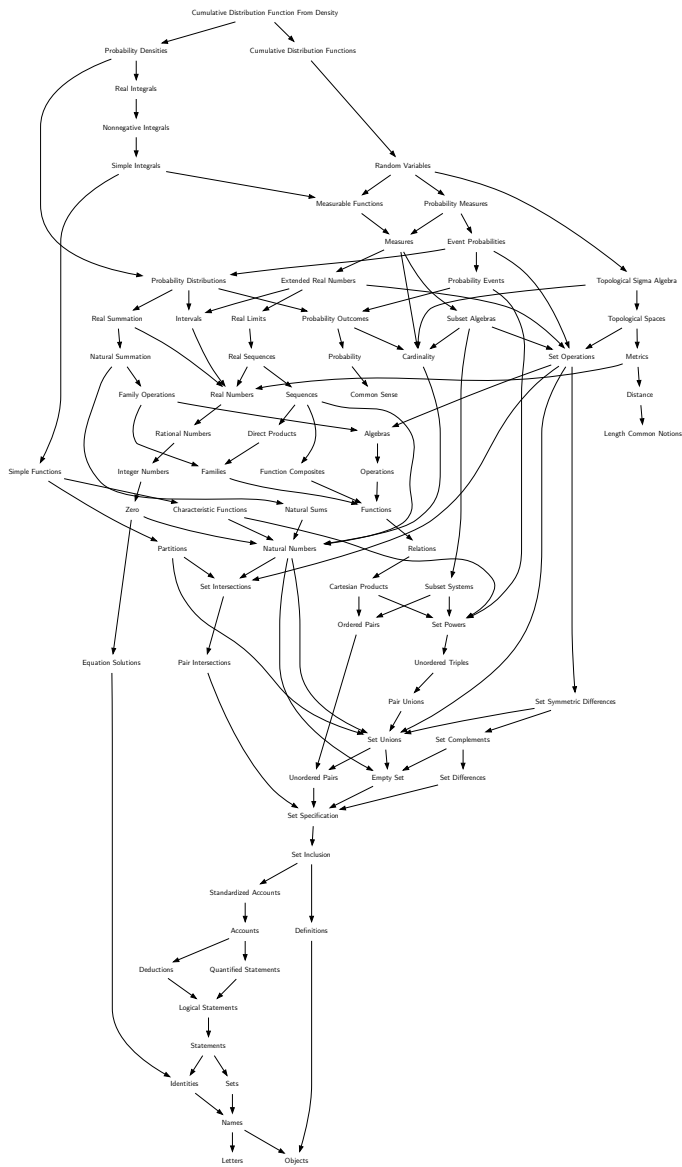 Cumulative Distribution Function From Density
Probability Densities
Cumulative Distribution Functions
Real Integrals
Nonnegative Integrals
Simple Integrals
Random Variables
Measurable Functions
Probability Measures
Measures
Event Probabilities
Probability Distributions
Extended Real Numbers
Probability Events
Topological Sigma Algebra
Real Summation
Intervals
Real Limits
Probability Outcomes
Subset Algebras
Topological Spaces
Natural Summation
Real Sequences
Probability
Cardinality
Set Operations
Metrics
Family Operations
Real Numbers
Sequences
Common Sense
Distance
Rational Numbers
Direct Products
Algebras
Length Common Notions
Simple Functions
Integer Numbers
Families
Function Composites
Operations
Zero
Characteristic Functions
Natural Sums
Functions
Partitions
Natural Numbers
Relations
Set Intersections
Cartesian Products
Subset Systems
Ordered Pairs
Set Powers
Equation Solutions
Pair Intersections
Unordered Triples
Pair Unions
Set Symmetric Differences
Set Unions
Set Complements
Unordered Pairs
Empty Set
Set Differences
Set Specification
Set Inclusion
Standardized Accounts
Accounts
Definitions
Deductions
Quantified Statements
Logical Statements
Statements
Identities
Sets
Names
Letters
Objects